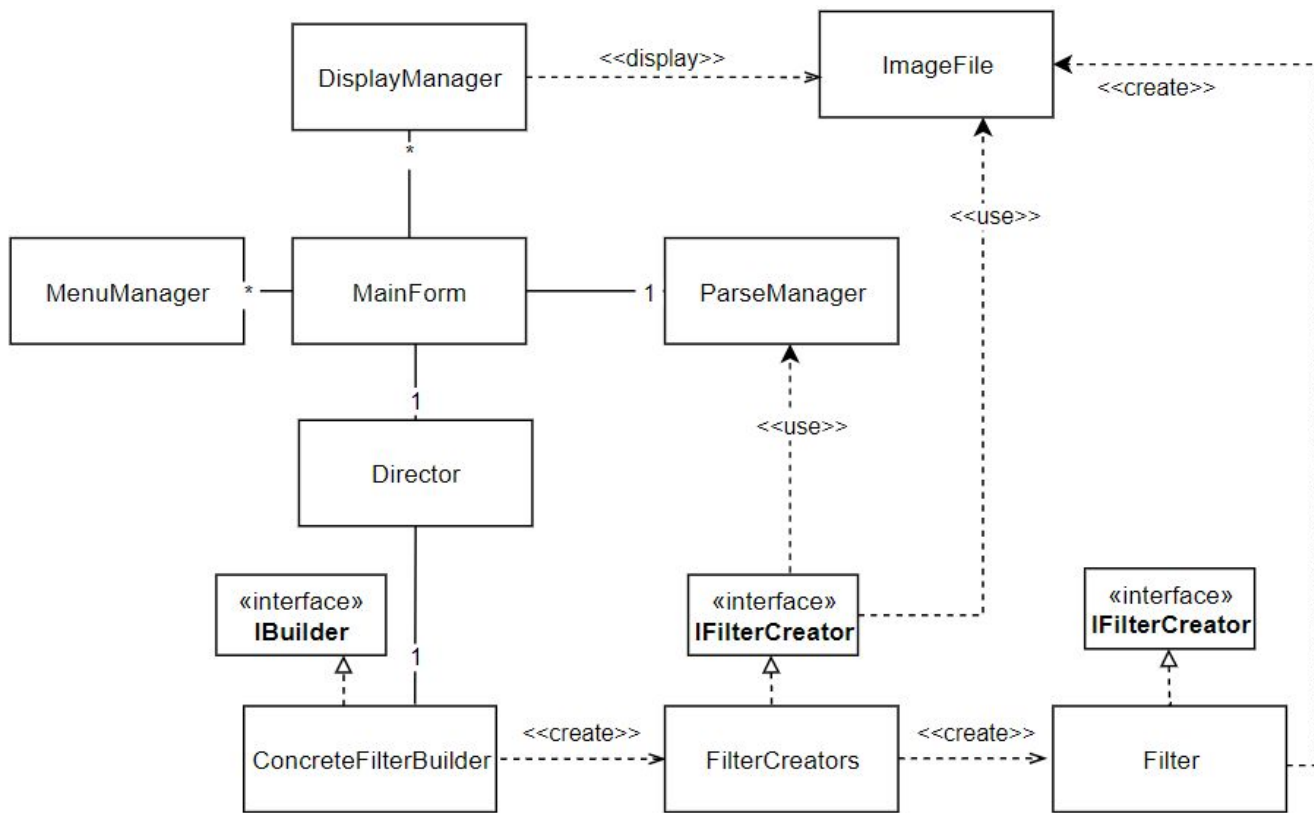 DisplayManager
<<display>>
ImageFile
<<create>>
*
<<use>>
MenuManager
*
MainForm
1
ParseManager
1
<<use>>
Director
«interface»
IBuilder
«interface»
IFilterCreator
«interface»
IFilterCreator
1
ConcreteFilterBuilder
<<create>>
FilterCreators
<<create>>
Filter